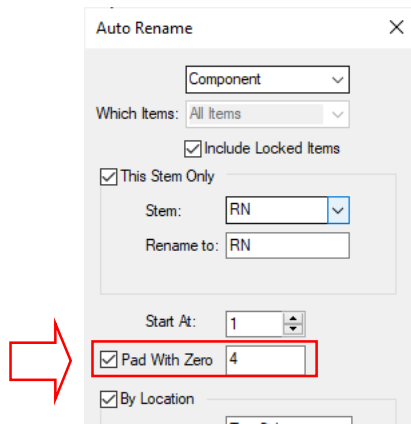 Auto Rename
Component
Which Items: All Items
Include Locked Items
This Stem Only
Stem: RN
Rename to: RN
Start At: 1
Pad With Zero 4
By Location